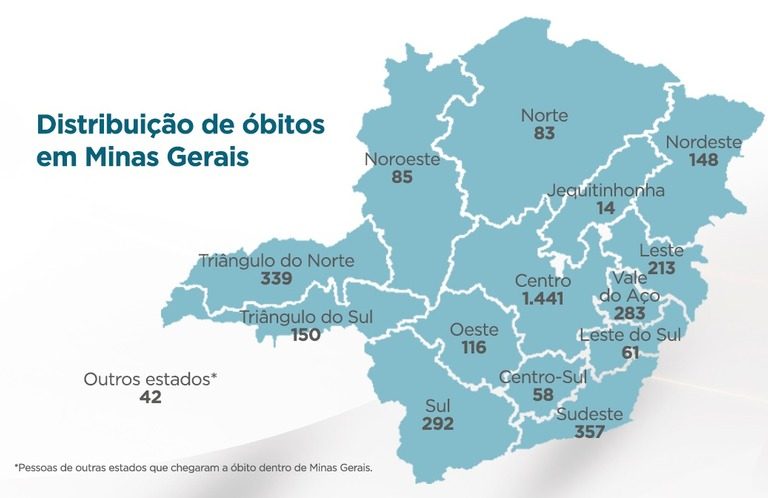 Distribuição de óbitos
em Minas Gerais
Norte
83
Nordeste
148
Noroeste
85
Jequitinhonha
14
Triângulo do Norte
339
Centro
1.441
Leste
213
Vale
do Aço
283
Triângulo do Sul
150
Oeste
116
Leste do Sul
61
Outros estados*
42
Centro-Sul
58
Sul
292
Sudeste
357
*Pessoas de outras estados que chegaram a óbito dentro de Minas Gerais.